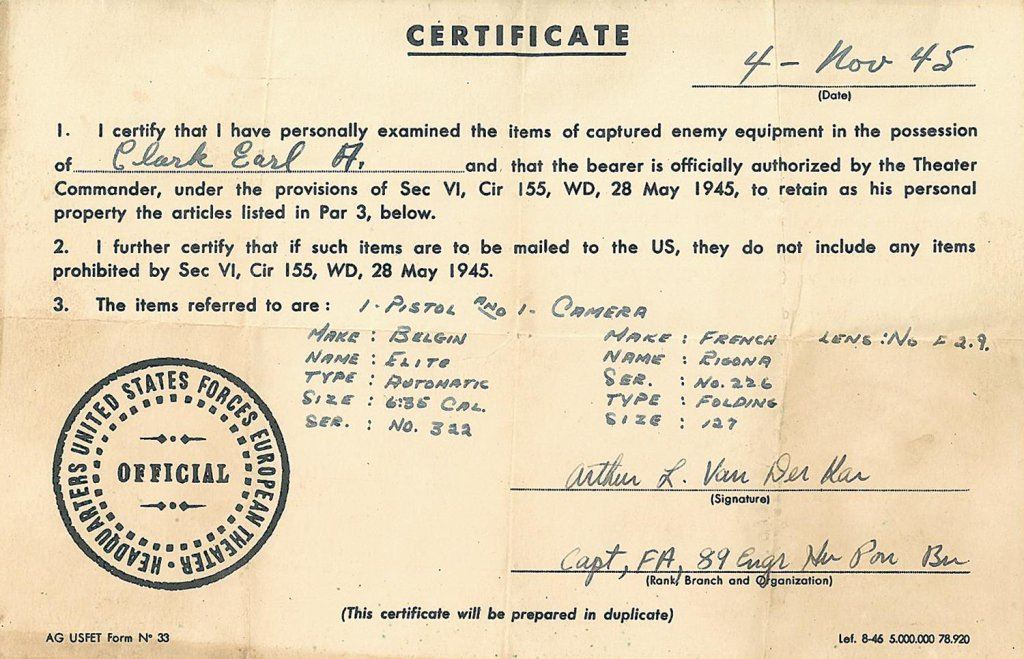 CERTIFICATE
4 - Nov 45
(Date)
1. I certify that I have personally examined the items of captured enemy equipment in the possession
of Clark Earl A. and that the bearer is officially authorized by the Theater
Commander, under the provisions of Sec VI, Cir 155, WD, 28 May 1945, to retain as his personal
property the articles listed in Par 3, below.
2. I further certify that if such items are to be mailed to the US, they do not include any items
prohibited by Sec VI, Cir 155, WD, 28 May 1945.
3. The items referred to are: 1 - PISTOL AND 1 - CAMERA
MAKE : BELGIN MAKE : FRENCH LENS : No F 2.9.
NAME : ELITE NAME : RIGONA
TYPE : AUTOMATIC SER. : NO. 226
SIZE : 6:35 CAL. TYPE : FOLDING
SER. : NO. 322 SIZE : 127
HEADQUARTERS UNITED STATES FORCES EUROPEAN THEATER
OFFICIAL
Arthur L. Van Der
(Signature)
Capt, FA, 89 Engr Hv Pon Bn
(Rank, Branch and Organization)
(This certificate will be prepared in duplicate)
AG USFET Form N° 33
Lef. 8-46 5.000.000 78.920